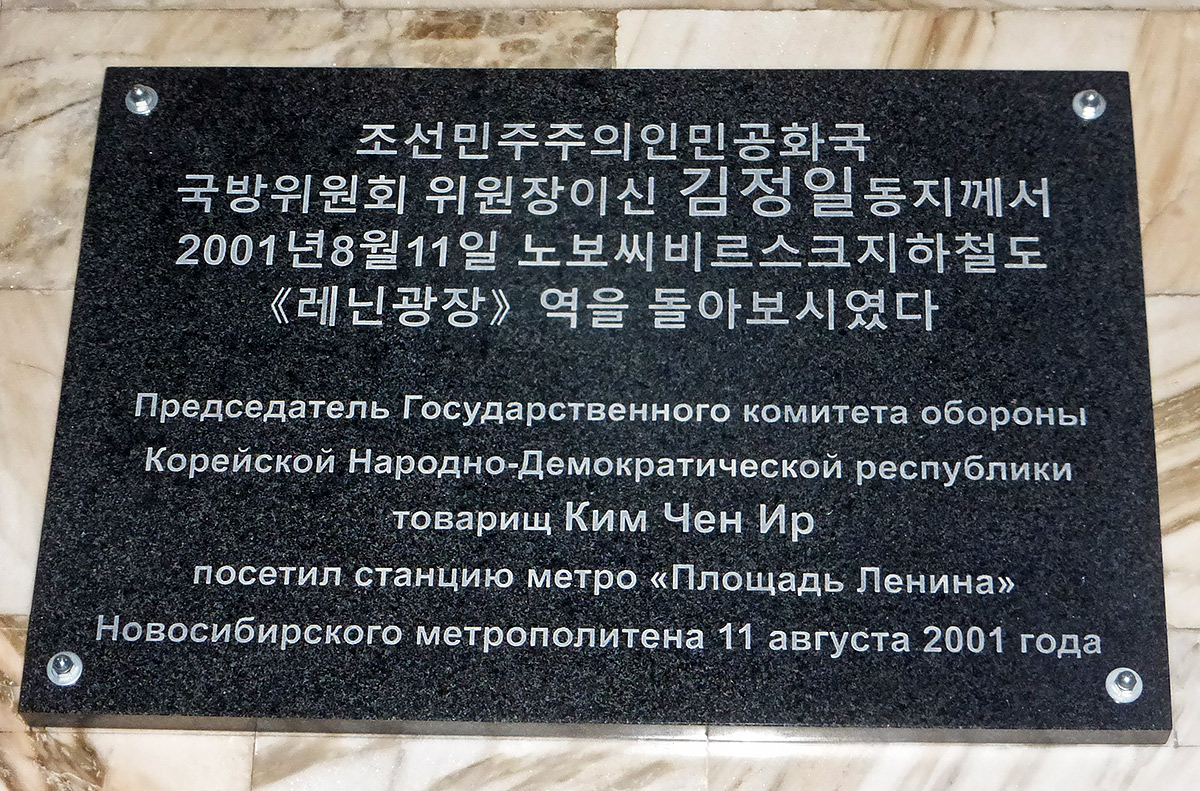 조선민주주의인민공화국
국방위원회 위원장이신 김정일동지께서
2001년8월11일 노보씨비르스크지하철도
《레닌광장》 역을 돌아보시였다
Председатель Государственного комитета обороны
Корейской Народно-Демократической республики
товарищ Ким Чен Ир
посетил станцию метро «Площадь Ленина»
Новосибирского метрополитена 11 августа 2001 года